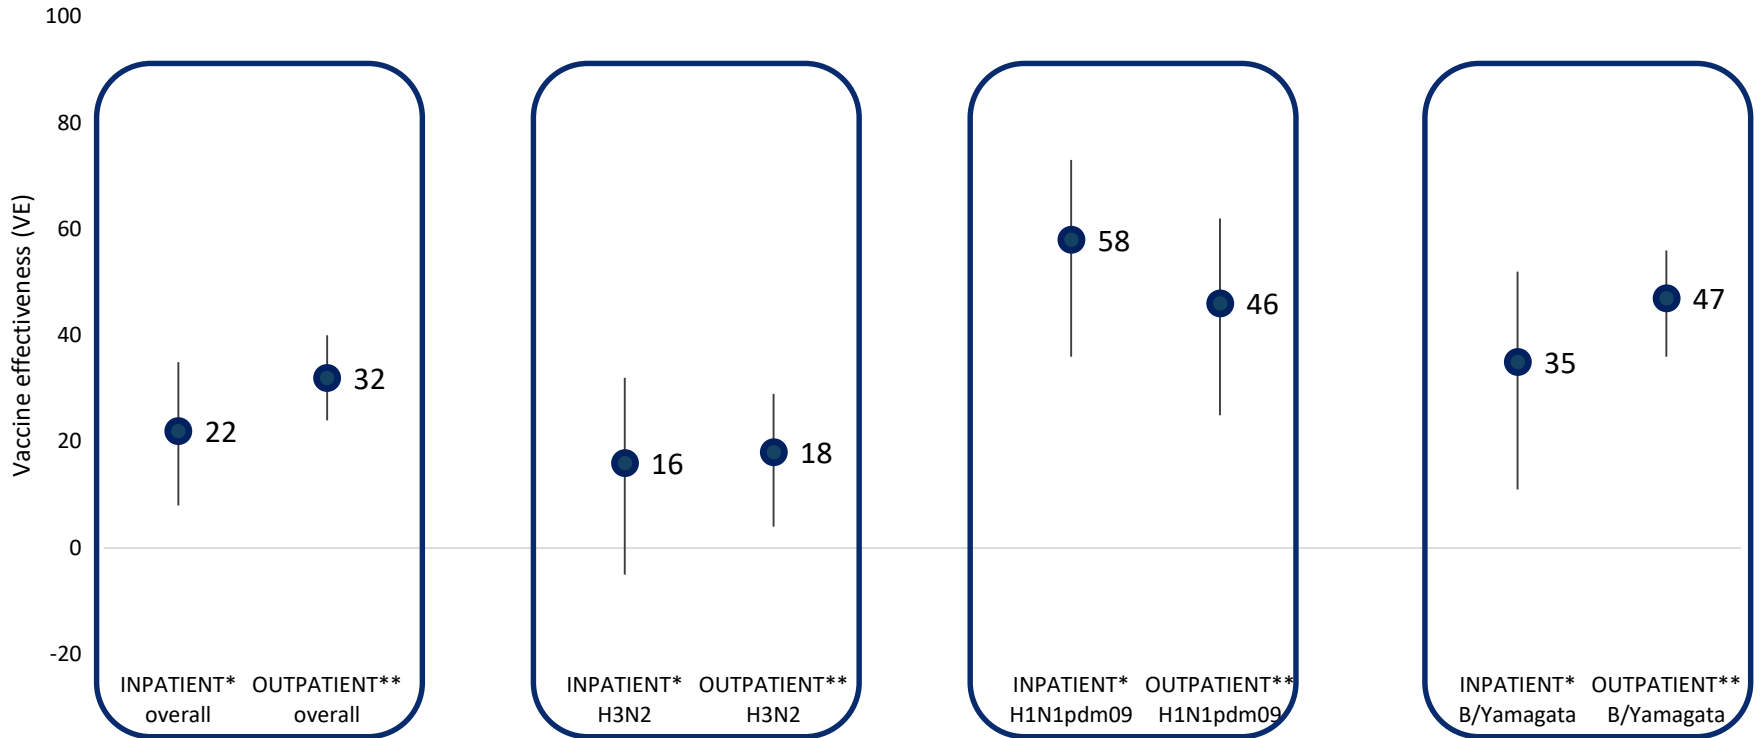 100
80
60
40
20
0
-20
Vaccine effectiveness (VE)
22
32
16
18
58
46
35
47
INPATIENT*
overall
OUTPATIENT**
overall
INPATIENT*
H3N2
OUTPATIENT**
H3N2
INPATIENT*
H1N1pdm09
OUTPATIENT**
H1N1pdm09
INPATIENT*
B/Yamagata
OUTPATIENT**
B/Yamagata